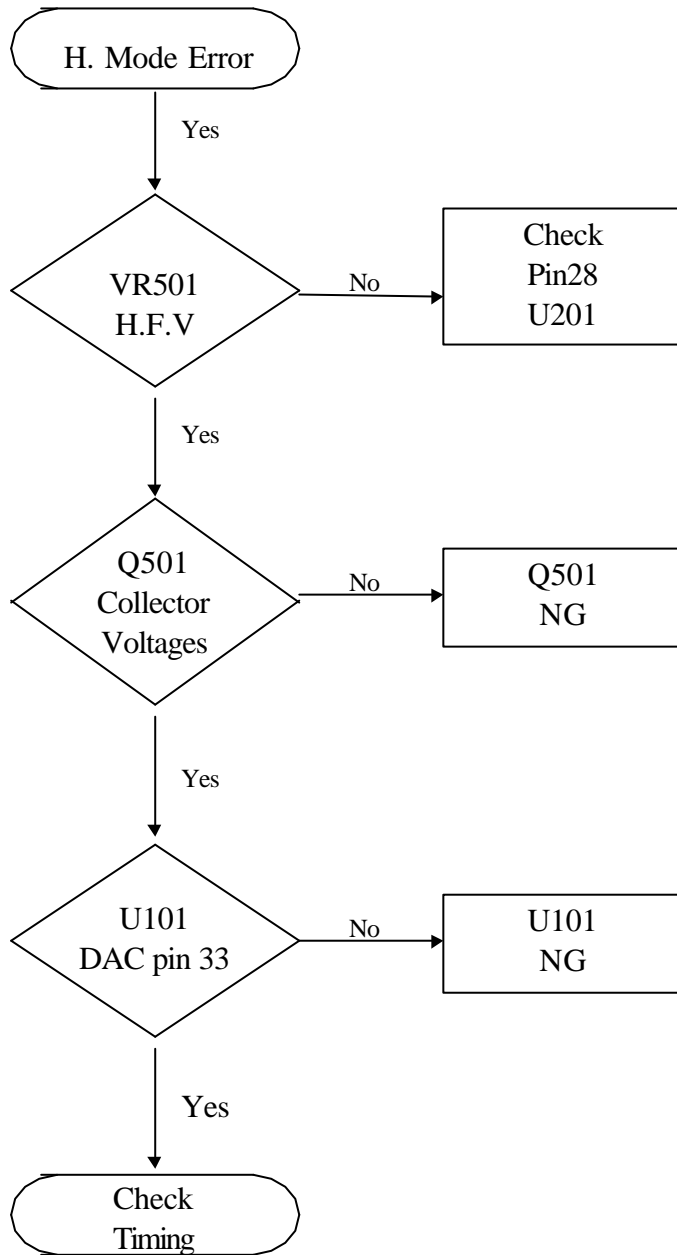 H. Mode Error
Yes
VR501
H.F.V
No
Check
Pin28
U201
Yes
Q501
Collector
Voltages
No
Q501
NG
Yes
U101
DAC pin 33
No
U101
NG
Yes
Check
Timing